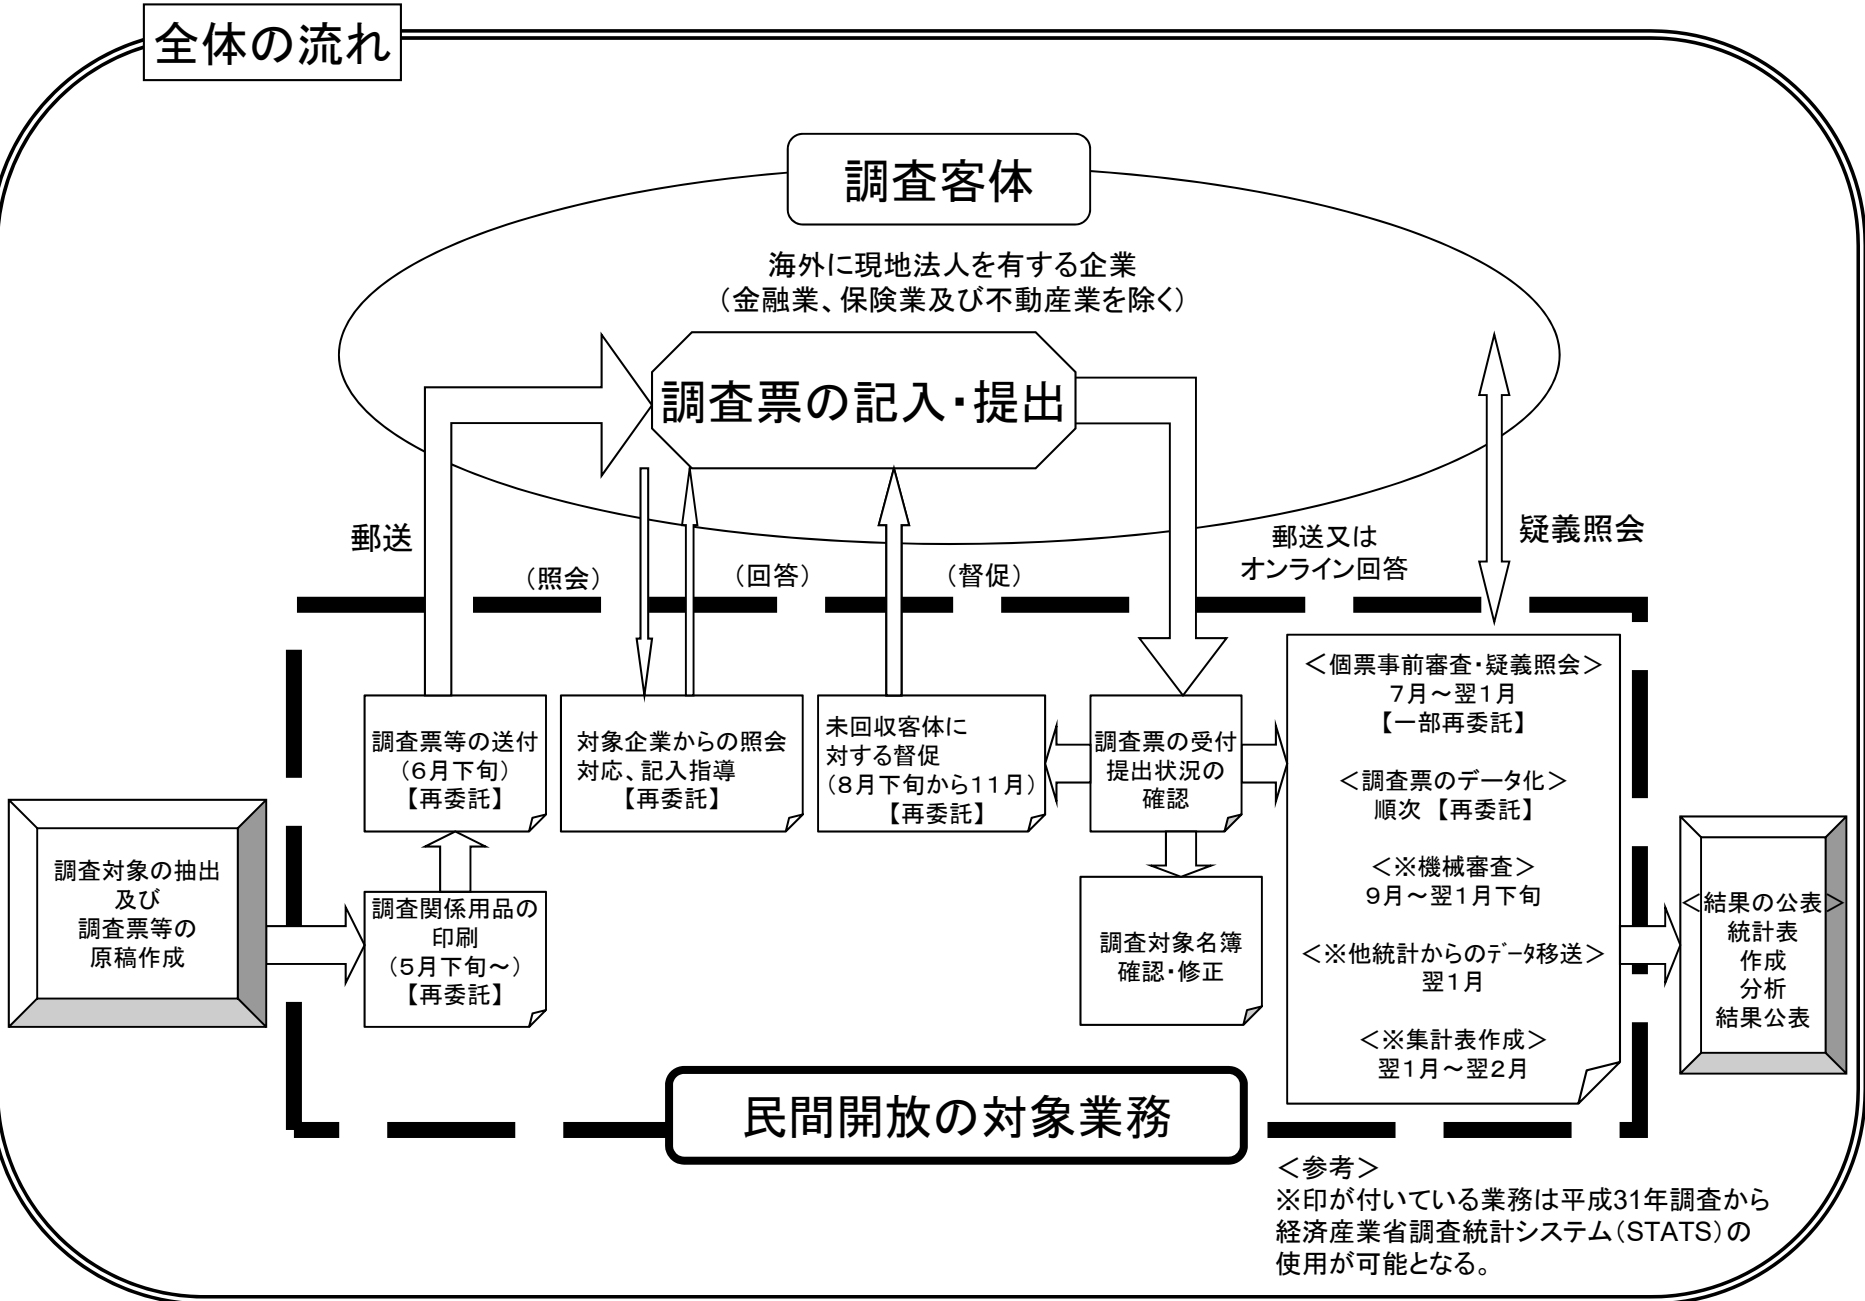 全体の流れ
調査客体
海外に現地法人を有する企業
（金融業、保険業及び不動産業を除く）
調査票の記入・提出
郵送
（照会）
（回答）
（督促）
郵送又は
オンライン回答
疑義照会
調査対象の抽出
及び
調査票等の
原稿作成
調査票等の送付
（６月下旬）
【再委託】
調査関係用品の
印刷
（５月下旬～）
【再委託】
対象企業からの照会
対応、記入指導
【再委託】
未回収客体に
対する督促
（８月下旬から１１月）
【再委託】
調査票の受付
提出状況の
確認
調査対象名簿
確認・修正
＜個票事前審査・疑義照会＞
７月～翌１月
【一部再委託】
＜調査票のデータ化＞
順次 【再委託】
＜※機械審査＞
９月～翌１月下旬
＜※他統計からのﾃﾞｰﾀ移送＞
翌１月
＜※集計表作成＞
翌１月～翌２月
＜結果の公表＞
統計表
作成
分析
結果公表
民間開放の対象業務
＜参考＞
※印が付いている業務は平成31年調査から
経済産業省調査統計システム（STATS）の
使用が可能となる。